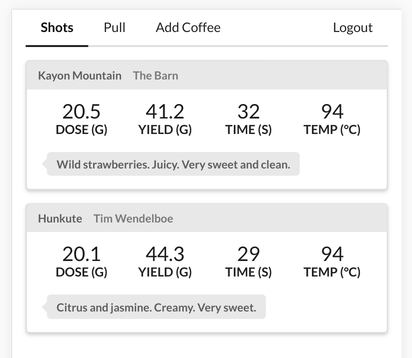 Shots Pull Add Coffee Logout
Kayon Mountain The Barn
20.5 41.2 32 94
DOSE (G) YIELD (G) TIME (S) TEMP (°C)
Wild strawberries. Juicy. Very sweet and clean.
Hunkute Tim Wendelboe
20.1 44.3 29 94
DOSE (G) YIELD (G) TIME (S) TEMP (°C)
Citrus and jasmine. Creamy. Very sweet.